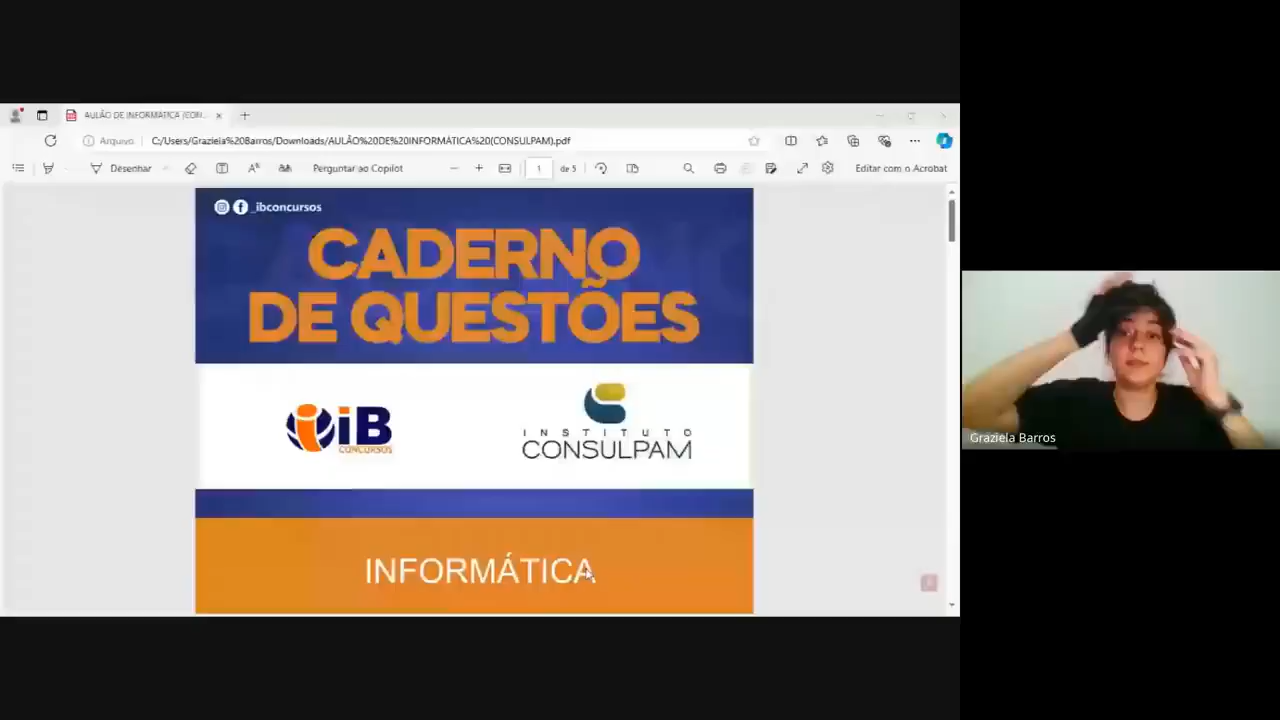 AULÃO DE INFORMÁTICA (CON...
Arquivo
C:/Users/Graziela%20Barros/Downloads/AULÃO%20DE%20INFORMÁTICA%20(CONSULPAM).pdf
Desenhar
Perguntar ao Copilot
1
de 5
Editar com o Acrobat
_ibconcursos
CADERNO
DE QUESTÕES
iB
CONCURSOS
INSTITUTO
CONSULPAM
INFORMÁTICA
Graziela Barros